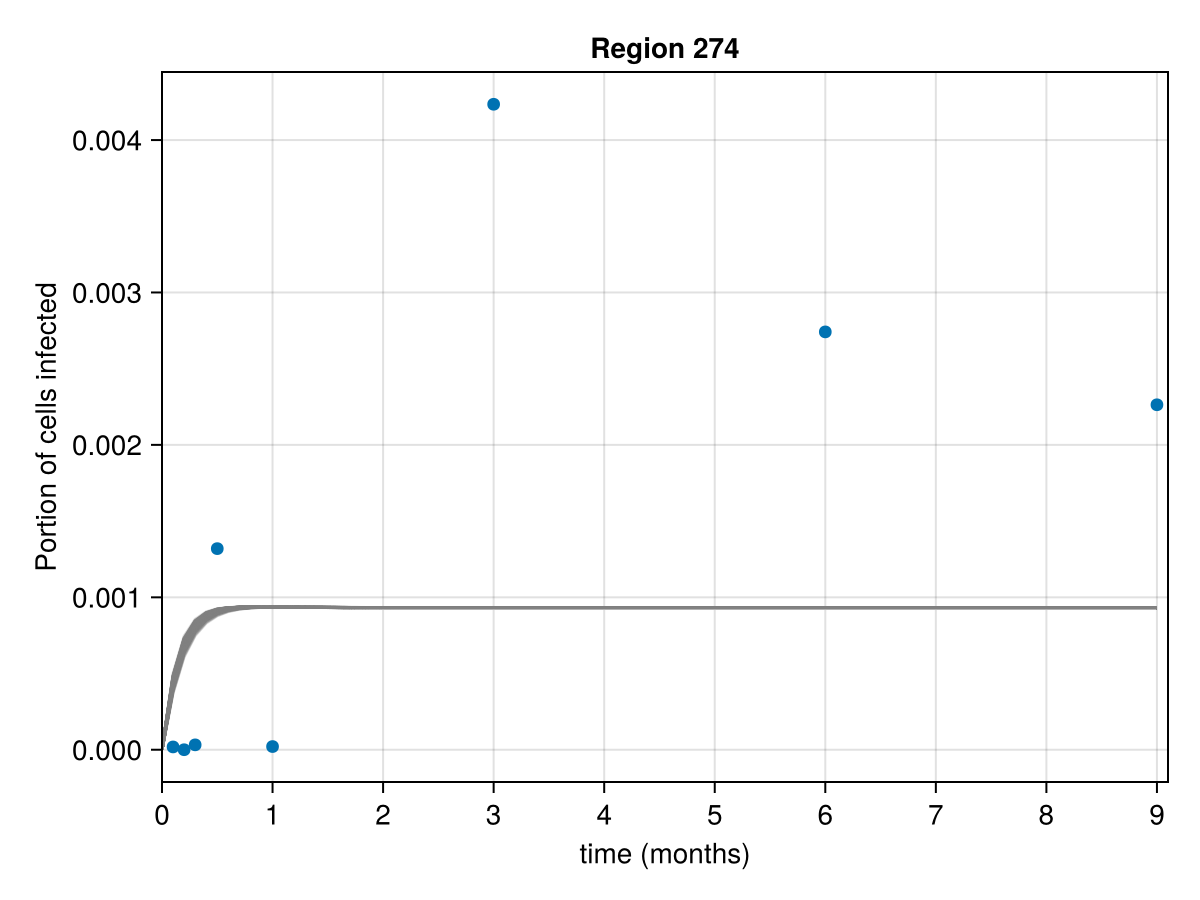 Region 274
Portion of cells infected
0.004
0.003
0.002
0.001
0.000
0 1 2 3 4 5 6 7 8 9
time (months)